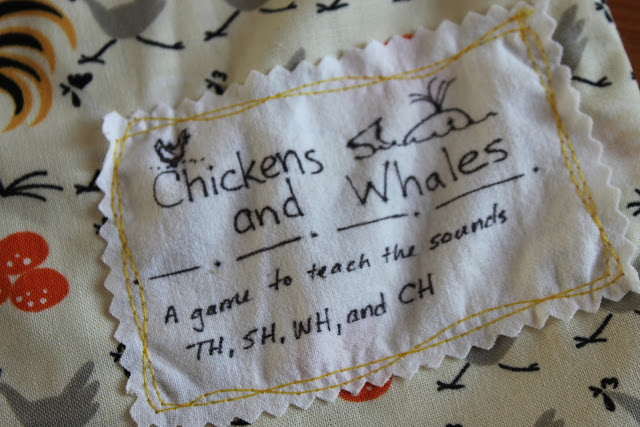 Chickens
and Whales
A game to teach the sounds
TH, SH, WH, and CH